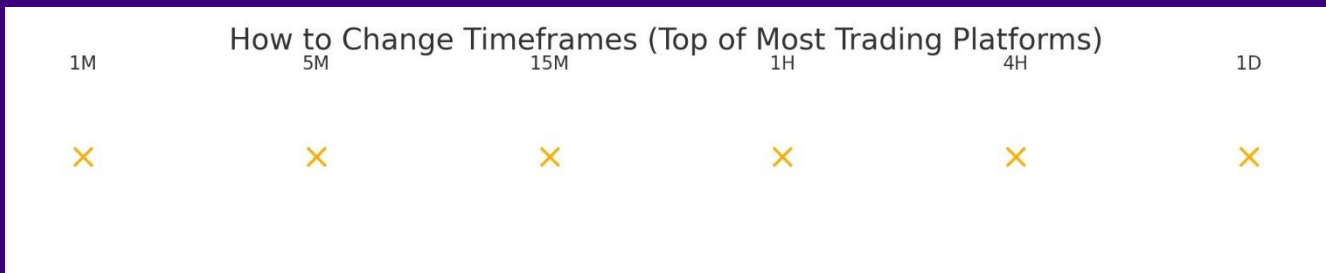 How to Change Timeframes (Top of Most Trading Platforms)
1M 5M 15M 1H 4H 1D